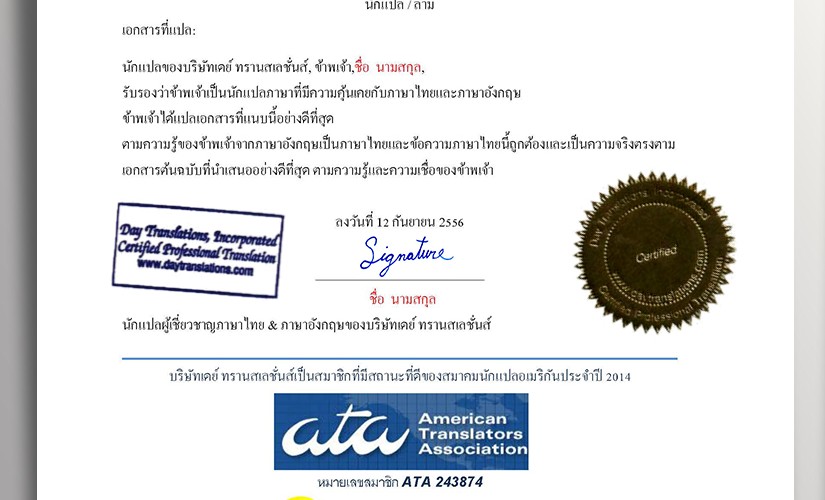 นักแปล / ล่าม
เอกสารที่แปล:
นักแปลของบริษัทเดย์ ทรานสเลชั่นส์, ข้าพเจ้า,ชื่อ นามสกุล,
รับรองว่าข้าพเจ้าเป็นนักแปลภาษาที่มีความคุ้นเคยกับภาษาไทยและภาษาอังกฤษ
ข้าพเจ้าได้แปลเอกสารที่แนบนี้อย่างดีที่สุด
ตามความรู้ของข้าพเจ้าจากภาษาอังกฤษเป็นภาษาไทยและข้อความภาษาไทยนี้ถูกต้องและเป็นความจริงตรงตาม
เอกสารต้นฉบับที่นำเสนออย่างดีที่สุด ตามความรู้และความเชื่อของข้าพเจ้า
Day Translations, Incorporated
Certified Professional Translation
www.daytranslations.com
ลงวันที่ 12 กันยายน 2556
Signature
ชื่อ นามสกุล
Day Translations, Incorporated
Certified
www.daytranslations.com
นักแปลผู้เชี่ยวชาญภาษาไทย & ภาษาอังกฤษของบริษัทเดย์ ทรานสเลชั่นส์
บริษัทเดย์ ทรานสเลชั่นส์เป็นสมาชิกที่มีสถานะที่ดีของสมาคมนักแปลอเมริกันประจำปี 2014
ata
American
Translators
Association
หมายเลขสมาชิก ATA 243874